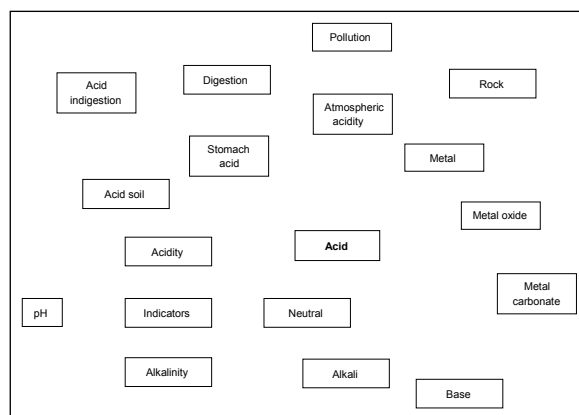 Pollution
Acid
indigestion
Digestion
Rock
Atmospheric
acidity
Stomach
acid
Metal
Acid soil
Metal oxide
Acidity
Acid
Metal
carbonate
pH
Indicators
Neutral
Alkalinity
Alkali
Base